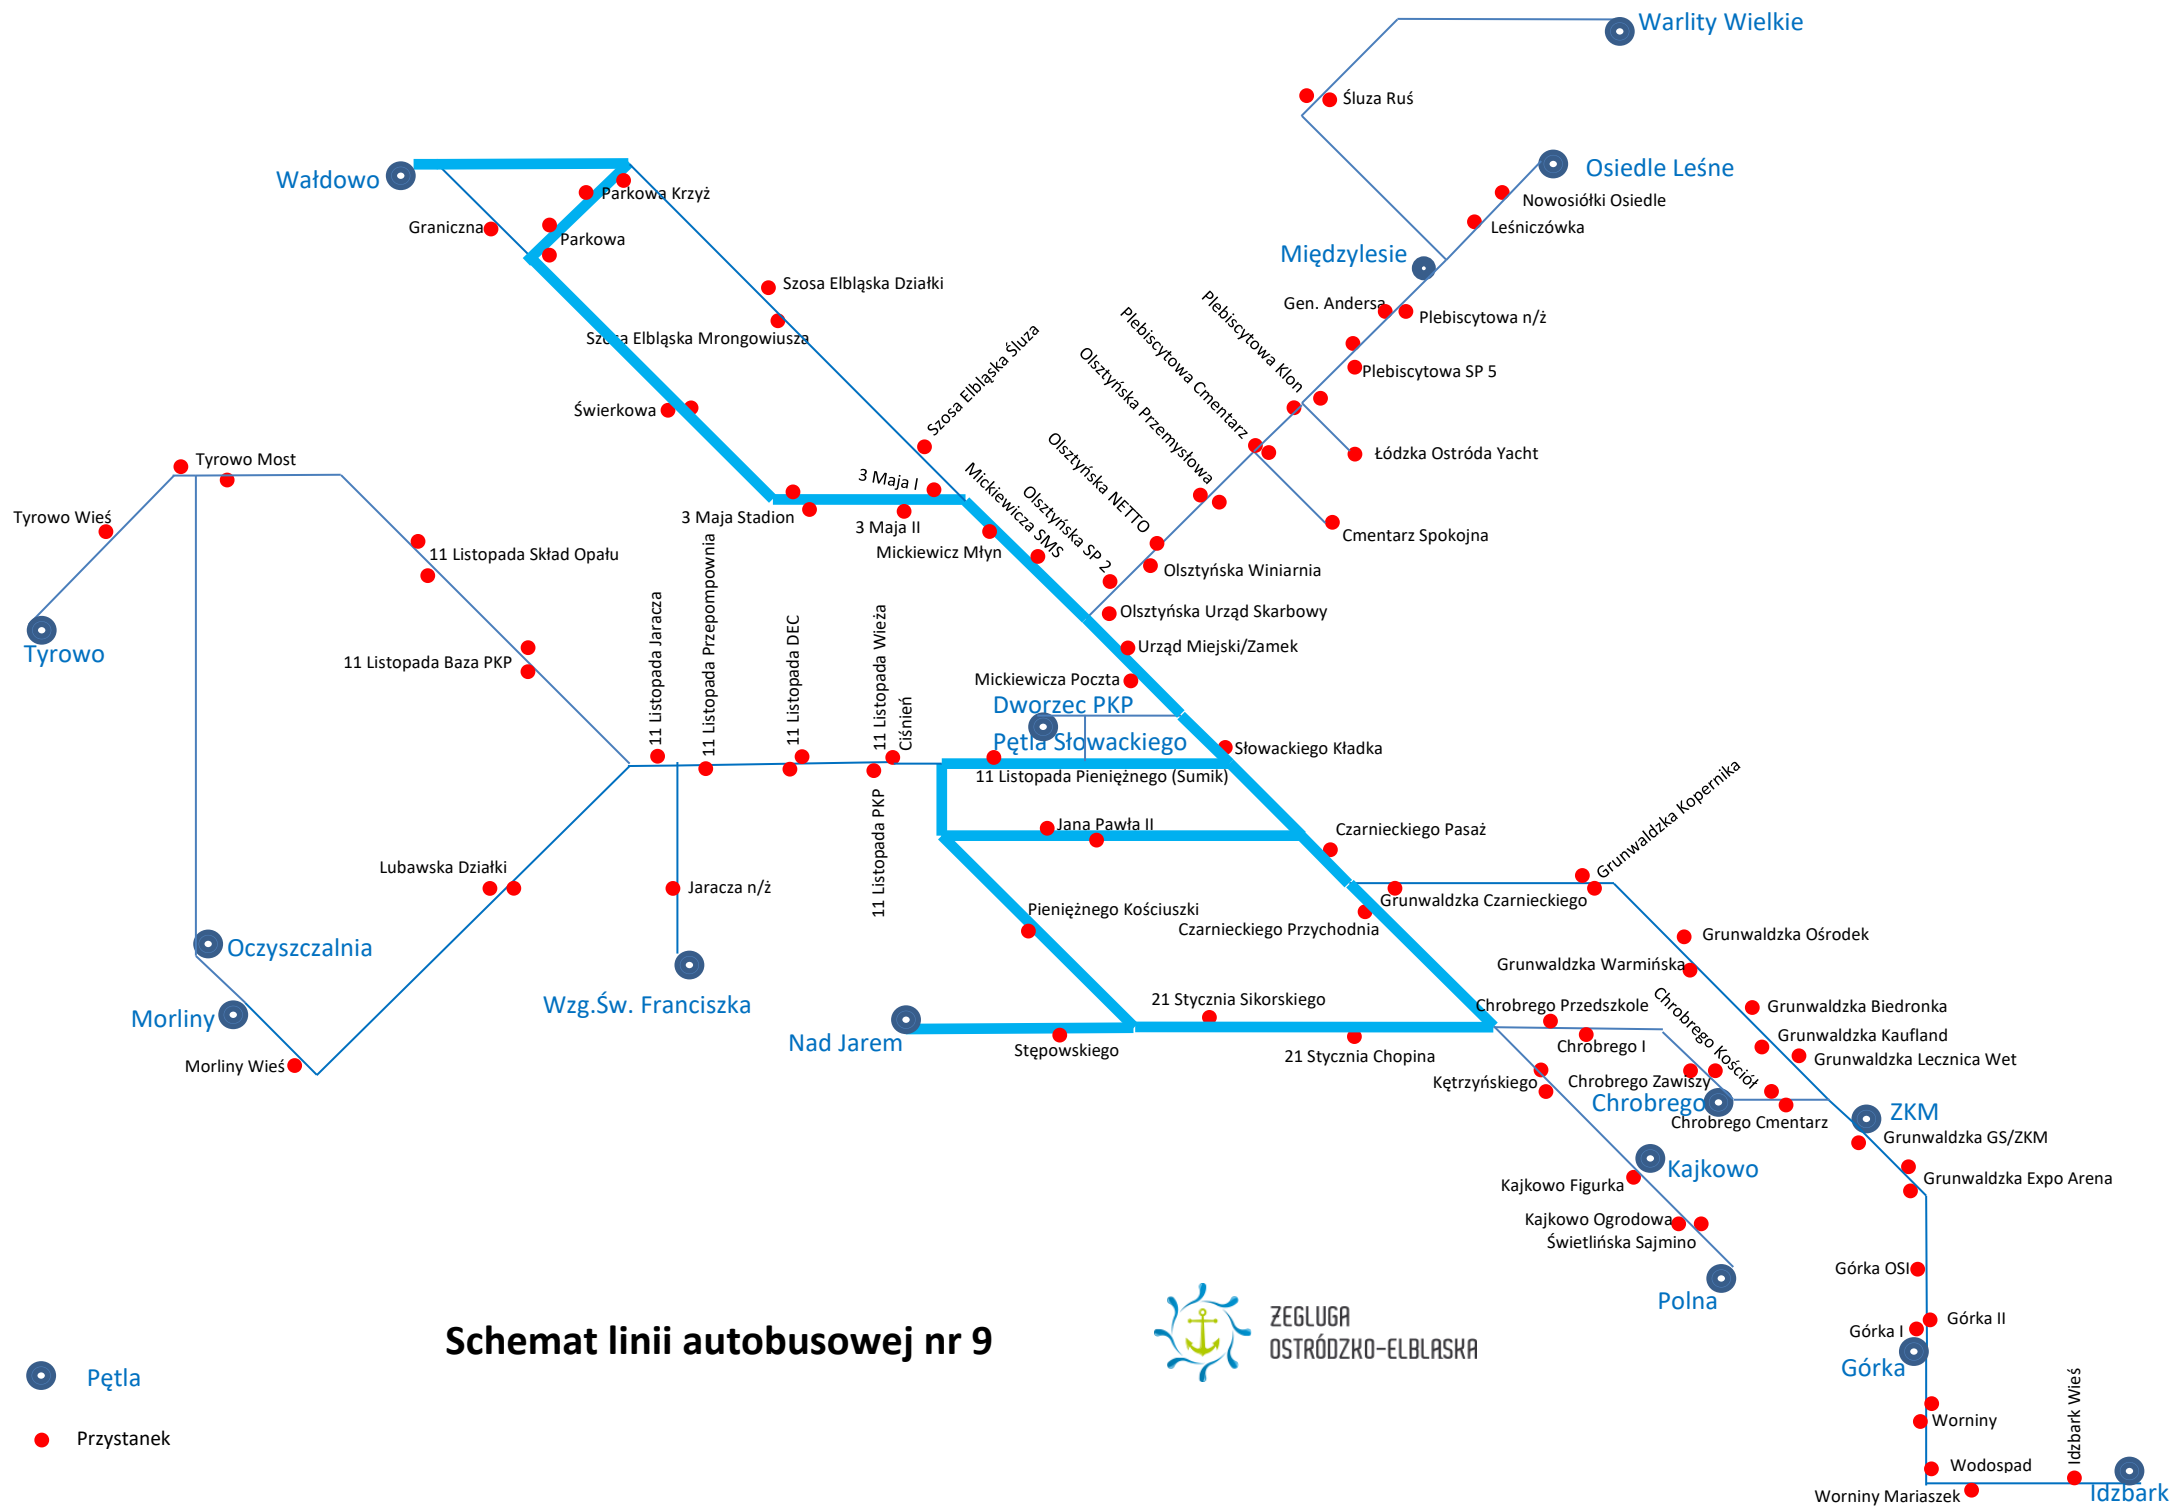 Warlity Wielkie
Śluza Ruś
Wałdowo
Parkowa Krzyż
Osiedle Leśne
Nowosiółki Osiedle
Graniczna
Parkowa
Leśniczówka
Międzylesie
Szosa Elbląska Działki
Gen. Andersa
Plebiscytowa n/ż
Szosa Elbląska Mrongowiusza
Szosa Elbląska Śluza
Plebiscytowa Klon
Plebiscytowa Cmentarz
Olsztyńska Przemysłowa
Plebiscytowa SP 5
Świerkowa
Olsztyńska NETTO
Łódzka Ostróda Yacht
Tyrowo Most
3 Maja I
Mickiewicza SMS
Olsztyńska SP 2
Tyrowo Wieś
3 Maja Stadion
3 Maja II
Cmentarz Spokojna
Mickiewicz Młyn
11 Listopada Skład Opału
Olsztyńska Winiarnia
Olsztyńska Urząd Skarbowy
Tyrowo
11 Listopada Baza PKP
11 Listopada Jaracza
11 Listopada Przepompownia
11 Listopada DEC
11 Listopada Wieża
Ciśnień
Urząd Miejski/Zamek
Mickiewicza Poczta
Dworzec PKP
Pętla Słowackiego
Słowackiego Kładka
11 Listopada Pieniężnego (Sumik)
11 Listopada PKP
Jana Pawła II
Czarnieckiego Pasaż
Grunwaldzka Kopernika
Lubawska Działki
Jaracza n/ż
Grunwaldzka Czarnieckiego
Pieniężnego Kościuszki
Czarnieckiego Przychodnia
Grunwaldzka Ośrodek
Oczyszczalnia
Grunwaldzka Warmińska
Wzg.Św. Franciszka
21 Stycznia Sikorskiego
Chrobrego Przedszkole
Chrobrego Kościół
Grunwaldzka Biedronka
Morliny
Nad Jarem
Stępowskiego
21 Stycznia Chopina
Chrobrego I
Grunwaldzka Kaufland
Grunwaldzka Lecznica Wet
Morliny Wieś
Kętrzyńskiego
Chrobrego Zawiszy
Chrobrego
Chrobrego Cmentarz
ZKM
Grunwaldzka GS/ZKM
Kajkowo
Kajkowo Figurka
Grunwaldzka Expo Arena
Kajkowo Ogrodowa
Świetlińska Sajmino
Górka OSI
Polna
Górka II
Górka I
Górka
Schemat linii autobusowej nr 9
ŻEGLUGA
OSTRÓDZKO-ELBLASKA
Pętla
Przystanek
Worniny
Idzbark Wieś
Wodospad
Worniny Mariaszek
Idzbark